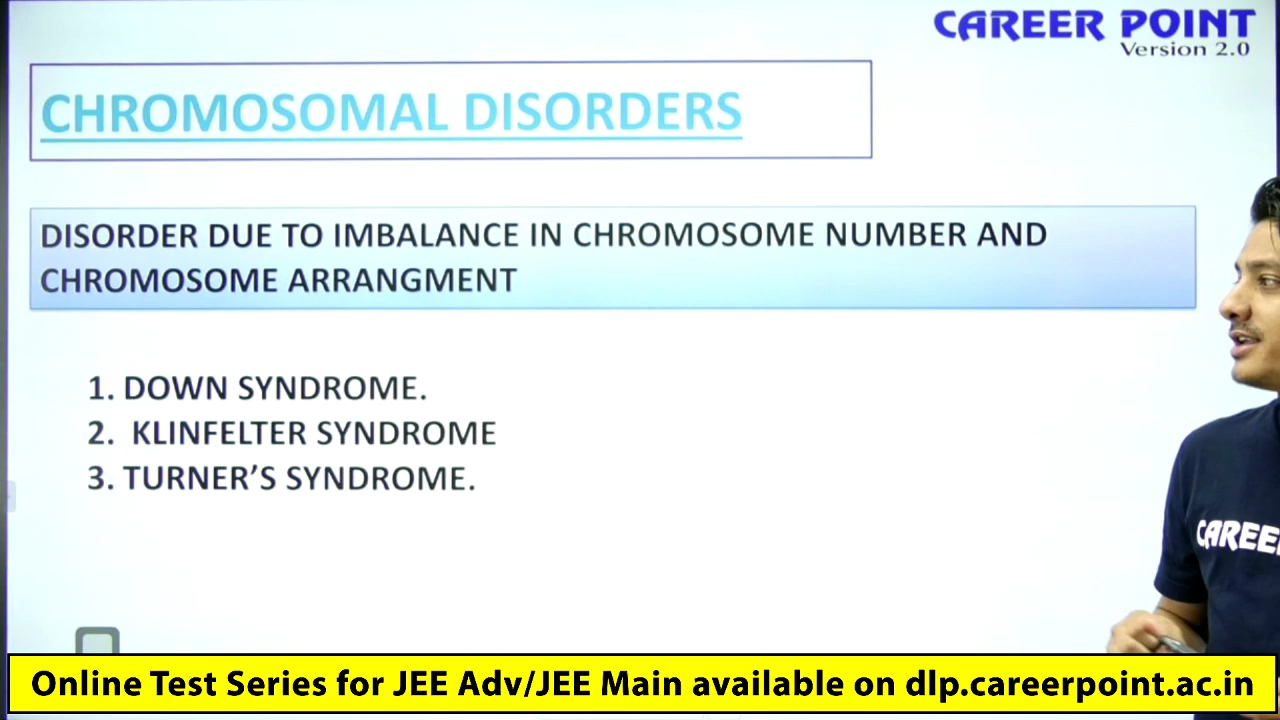 CAREER POINT
Version 2.0
CHROMOSOMAL DISORDERS
DISORDER DUE TO IMBALANCE IN CHROMOSOME NUMBER AND
CHROMOSOME ARRANGMENT
1. DOWN SYNDROME.
2. KLINFELTER SYNDROME
3. TURNER'S SYNDROME.
CAREE
Online Test Series for JEE Adv/JEE Main available on dlp.careerpoint.ac.in